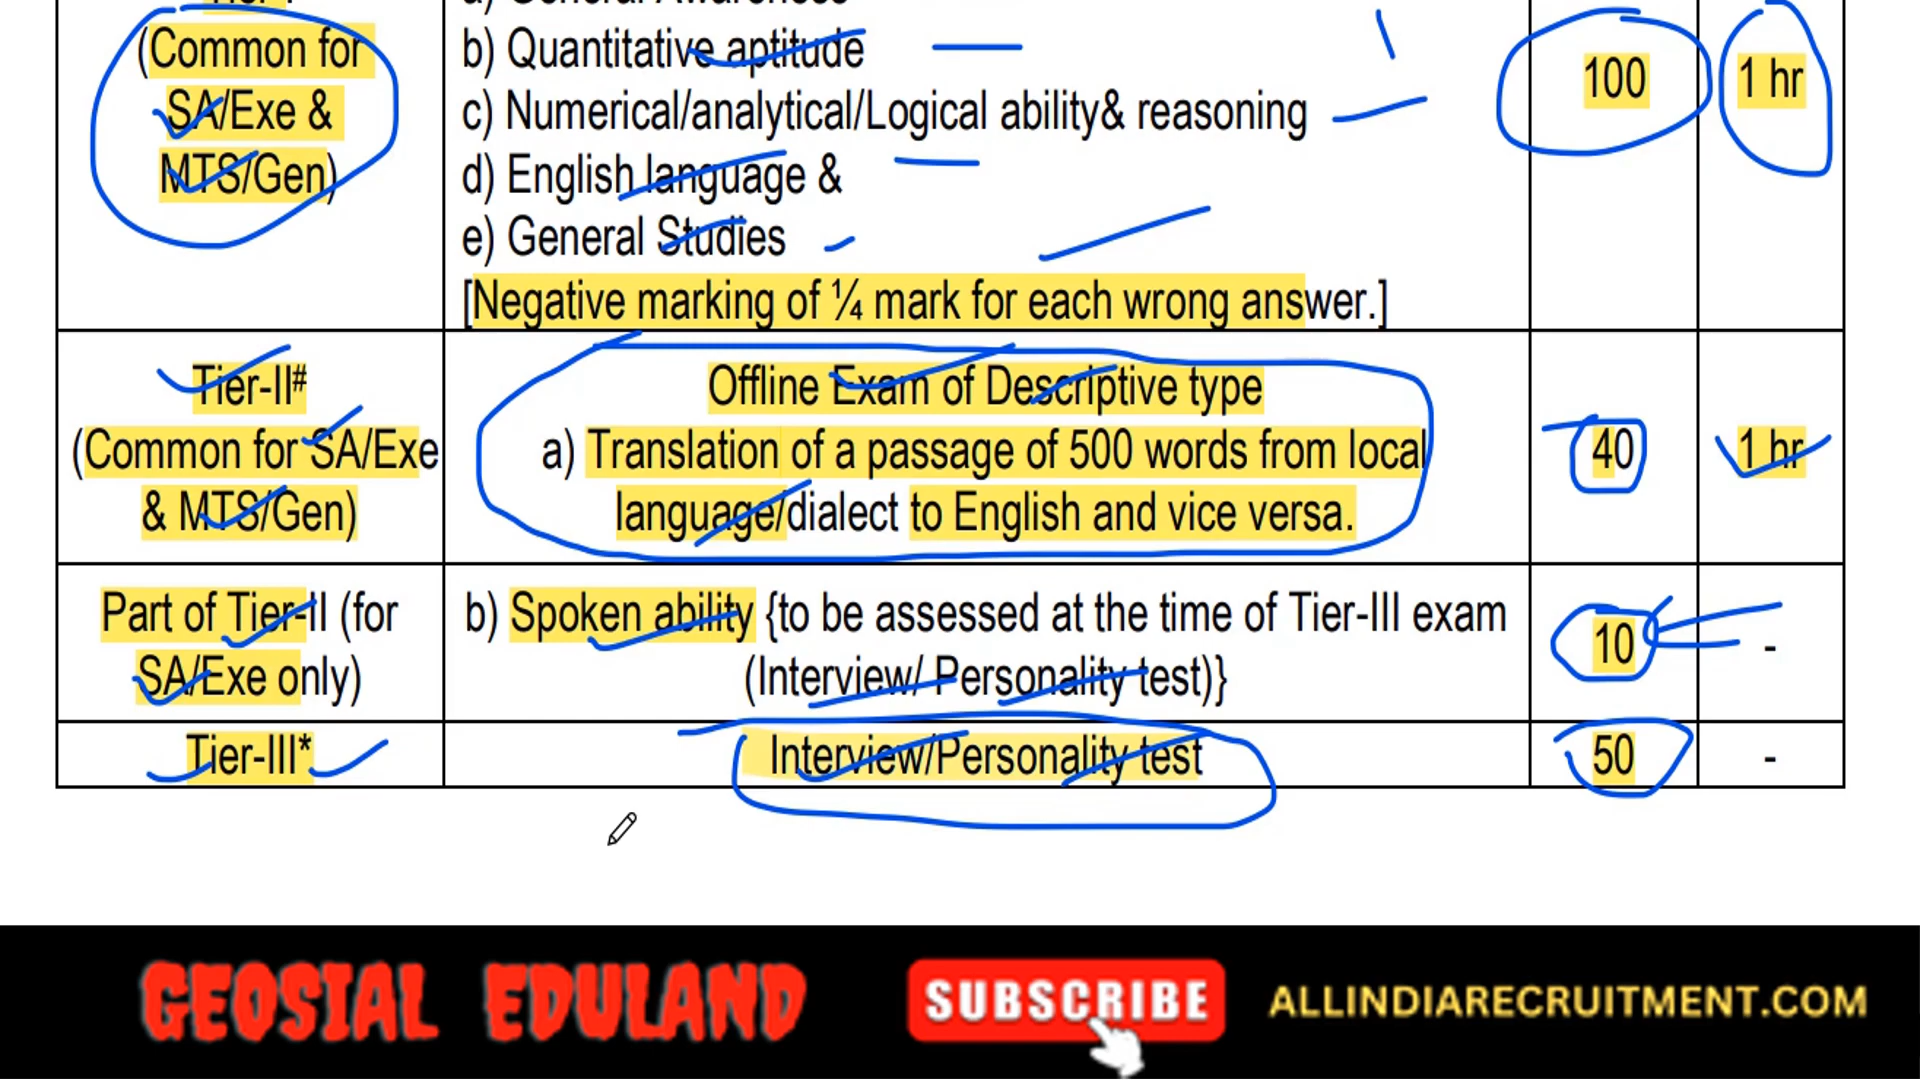 a) General Awareness
(Common for
SA/Exe &
MTS/Gen)
b) Quantitative aptitude
c) Numerical/analytical/Logical ability& reasoning
d) English language &
e) General Studies
[Negative marking of ¼ mark for each wrong answer.]
100
1 hr
Tier-II#
(Common for SA/Exe
& MTS/Gen)
Offline Exam of Descriptive type
a) Translation of a passage of 500 words from local
language/dialect to English and vice versa.
40
1 hr
Part of Tier-II (for
SA/Exe only)
b) Spoken ability {to be assessed at the time of Tier-III exam
(Interview/ Personality test)}
10
-
Tier-III*
Interview/Personality test
50
-
GEOSIAL EDULAND
SUBSCRIBE
ALLINDIARECRUITMENT.COM